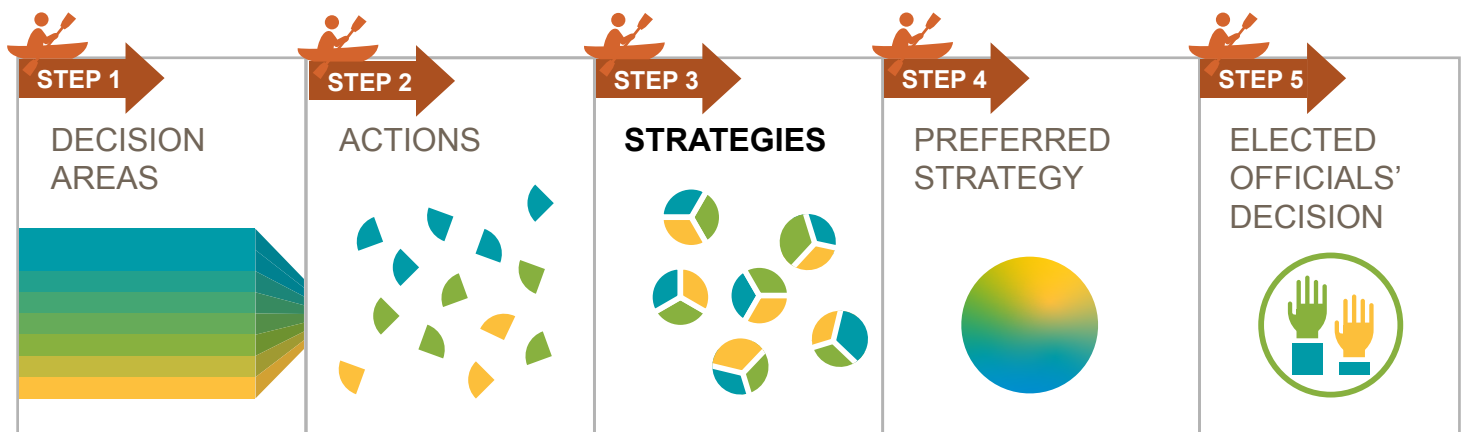 STEP 1
DECISION
AREAS
STEP 2
ACTIONS
STEP 3
STRATEGIES
STEP 4
PREFERRED
STRATEGY
STEP 5
ELECTED
OFFICIALS’
DECISION